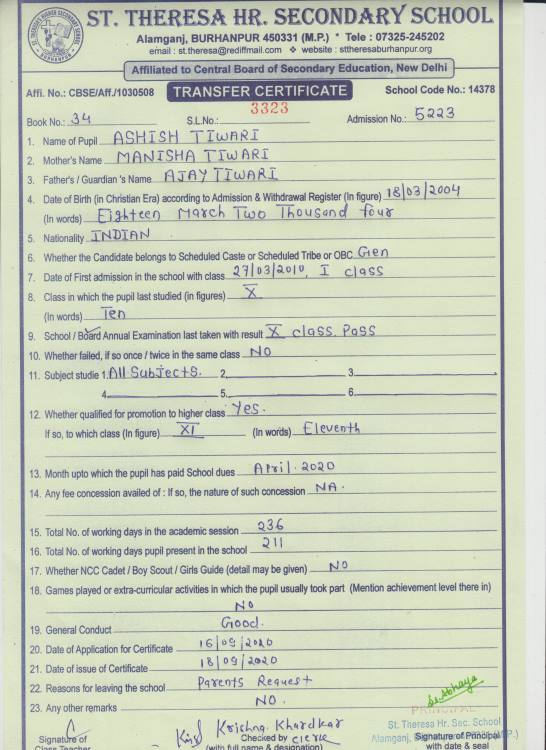 ST. THERESA HR. SECONDARY SCHOOL
Alamganj, BURHANPUR 450331 (M.P.) * Tele : 07325-245202
email : st.theresa@rediffmail.com ❖ website : sttheresaburhanpur.org
Affiliated to Central Board of Secondary Education, New Delhi
Affi. No.: CBSE/Aff./1030508 TRANSFER CERTIFICATE School Code No.: 14378
Book No.: 34 S.L.No.: 3323 Admission No.: 5223
1. Name of Pupil ASHISH TIWARI
2. Mother's Name MANISHA TIWARI
3. Father's / Guardian 's Name AJAY TIWARI
4. Date of Birth (in Christian Era) according to Admission & Withdrawal Register (In figure) 18/03/2004
(In words) Eighteen March Two Thousand four
5. Nationality INDIAN
6. Whether the Candidate belongs to Scheduled Caste or Scheduled Tribe or OBC Gen
7. Date of First admission in the school with class 27/03/2010, I class
8. Class in which the pupil last studied (in figures) X
(In words) Ten
9. School / Board Annual Examination last taken with result X class. Pass
10. Whether failed, if so once / twice in the same class NO
11. Subject studie 1. All Subjects. 2. 3.
4. 5. 6.
12. Whether qualified for promotion to higher class Yes.
If so, to which class (In figure) XI (In words) Eleventh
13. Month upto which the pupil has paid School dues April. 2020
14. Any fee concession availed of : If so, the nature of such concession NA.
15. Total No. of working days in the academic session 236
16. Total No. of working days pupil present in the school 211
17. Whether NCC Cadet / Boy Scout / Girls Guide (detail may be given) NO
18. Games played or extra-curricular activities in which the pupil usually took part (Mention achievement level there in)
NO
19. General Conduct Good.
20. Date of Application for Certificate 16/09/2020
21. Date of issue of Certificate 18/09/2020
22. Reasons for leaving the school Parents Request
23. Any other remarks NO.
PRINCIPAL
St. Theresa Hr. Sec. School
Krishna Khardkar
Signature of Checked by clerk Signature of Principal
Class Teacher (with full name & designation) with date & seal